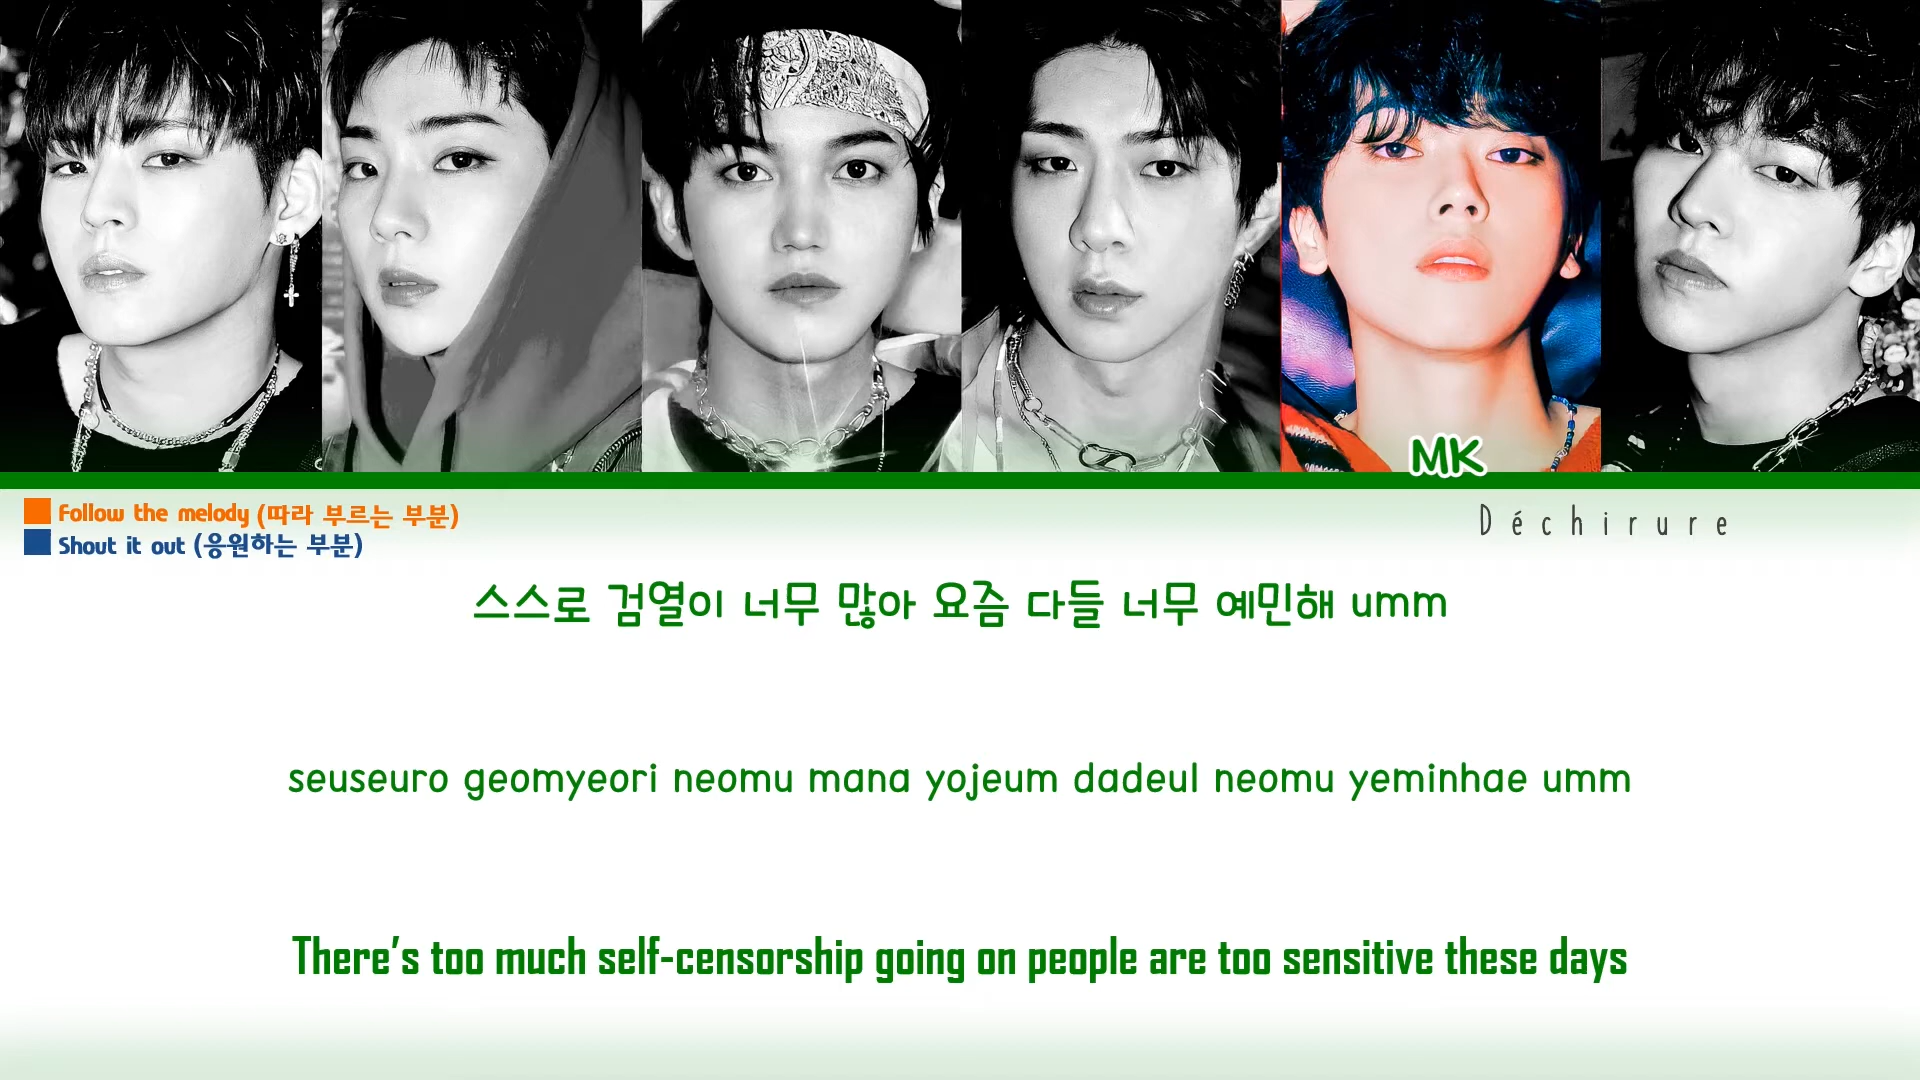 MK
Follow the melody (따라 부르는 부분)
Shout it out (응원하는 부분)
Déchirure
스스로 검열이 너무 많아 요즘 다들 너무 예민해 umm
seuseuro geomyeori neomu mana yojeum dadeul neomu yeminhae umm
There's too much self-censorship going on people are too sensitive these days